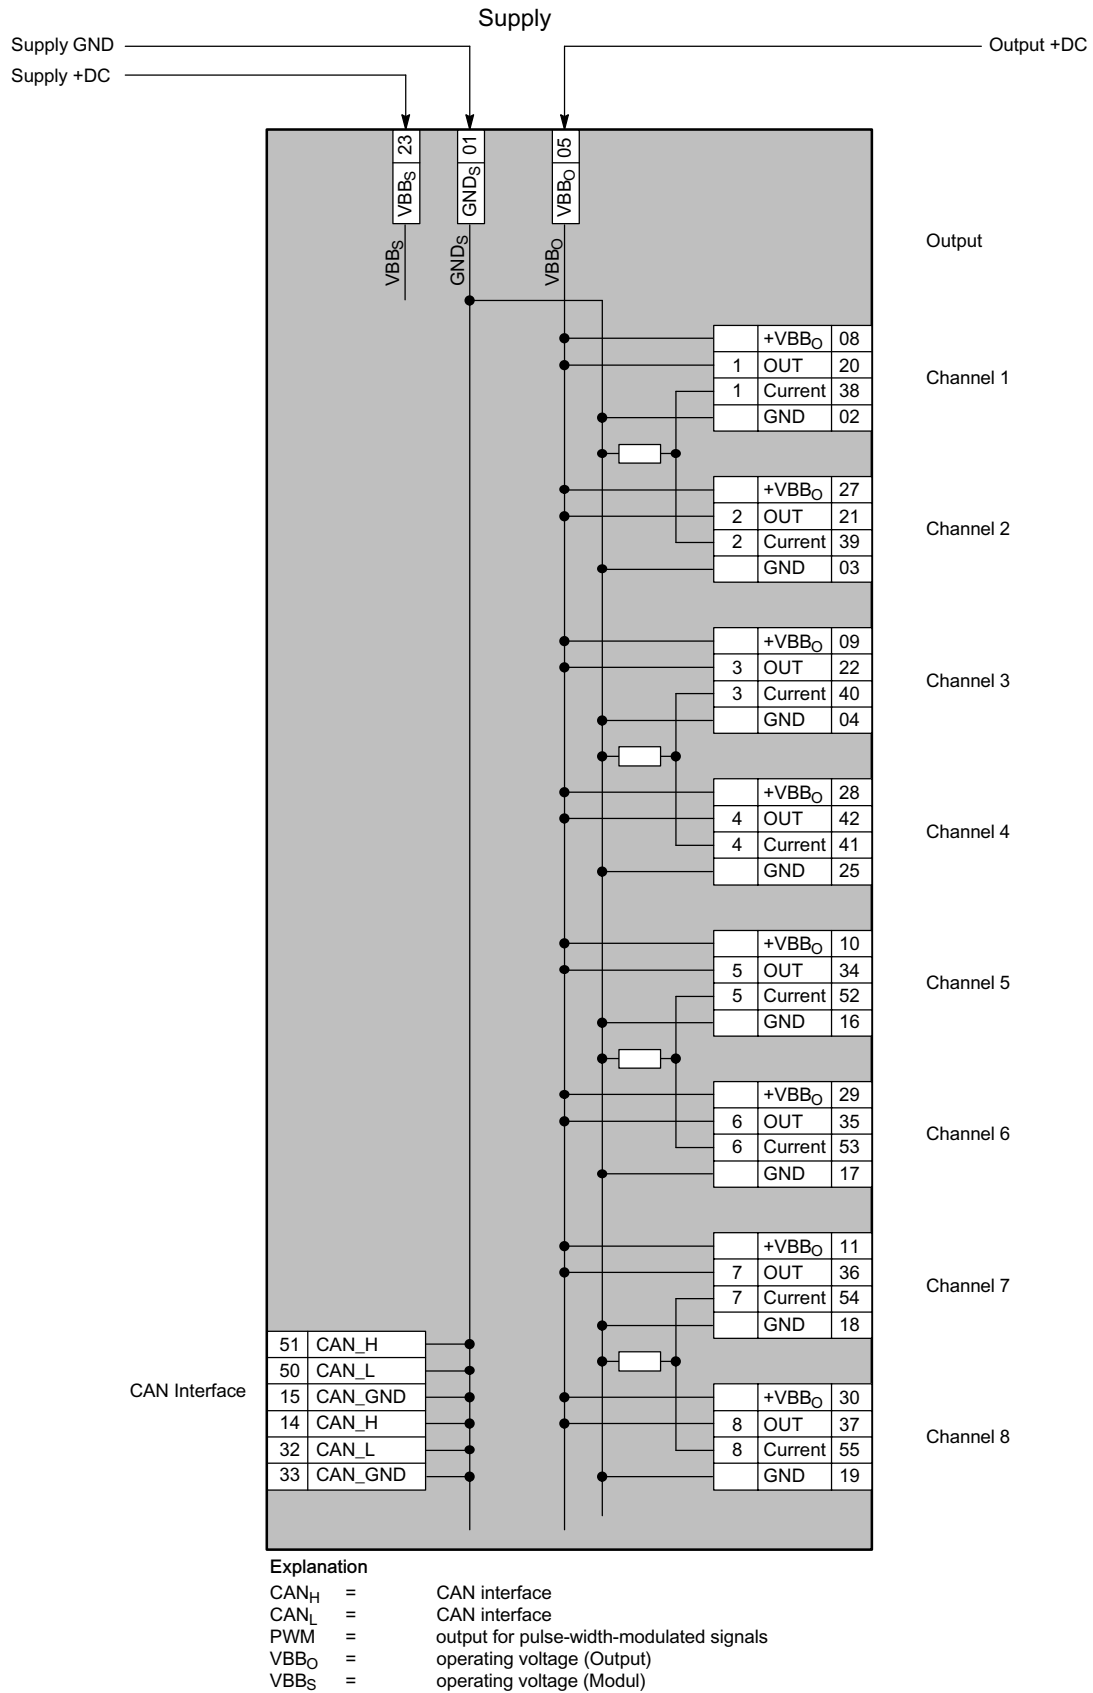 Supply
Supply GND
Output +DC
Supply +DC
23 VBBS
01 GNDS
05 VBBO
VBBS
GNDS
VBBO
Output
+VBBO 08
1 OUT 20
1 Current 38
GND 02
Channel 1
+VBBO 27
2 OUT 21
2 Current 39
GND 03
Channel 2
+VBBO 09
3 OUT 22
3 Current 40
GND 04
Channel 3
+VBBO 28
4 OUT 42
4 Current 41
GND 25
Channel 4
+VBBO 10
5 OUT 34
5 Current 52
GND 16
Channel 5
+VBBO 29
6 OUT 35
6 Current 53
GND 17
Channel 6
+VBBO 11
7 OUT 36
7 Current 54
GND 18
Channel 7
+VBBO 30
8 OUT 37
8 Current 55
GND 19
Channel 8
CAN Interface
51 CAN_H
50 CAN_L
15 CAN_GND
14 CAN_H
32 CAN_L
33 CAN_GND
Explanation
CANH = CAN interface
CANL = CAN interface
PWM = output for pulse-width-modulated signals
VBBO = operating voltage (Output)
VBBS = operating voltage (Modul)